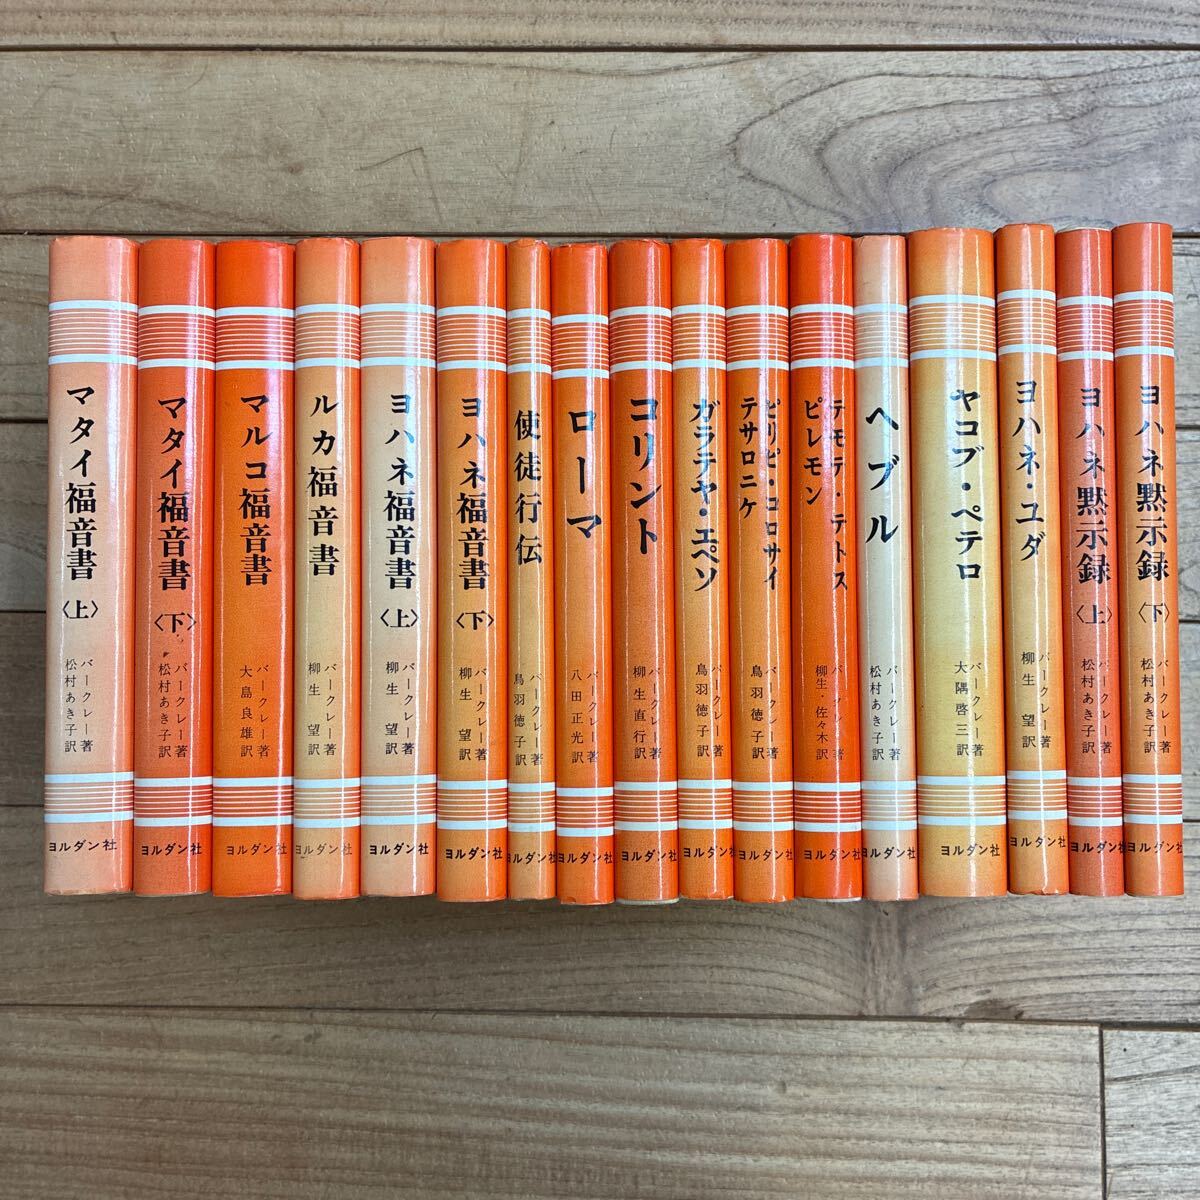 マタイ福音書〈上〉
バークレー著
松村あき子訳
ヨルダン社
マタイ福音書〈下〉
バークレー著
松村あき子訳
ヨルダン社
マルコ福音書
バークレー著
大島良雄訳
ヨルダン社
ルカ福音書
バークレー著
柳生 望訳
ヨルダン社
ヨハネ福音書〈上〉
バークレー著
柳生 望訳
ヨルダン社
ヨハネ福音書〈下〉
バークレー著
柳生 望訳
ヨルダン社
使徒行伝
バークレー著
鳥羽徳子訳
ヨルダン社
ローマ
バークレー著
八田正光訳
ヨルダン社
コリント
バークレー著
柳生直行訳
ヨルダン社
ガラテヤ・エペソ
バークレー著
鳥羽徳子訳
ヨルダン社
ピリピ・コロサイ
テサロニケ
バークレー著
鳥羽徳子訳
ヨルダン社
テモテ・テトス
ピレモン
バークレー著
柳生・佐々木訳
ヨルダン社
ヘブル
バークレー著
松村あき子訳
ヨルダン社
ヤコブ・ペテロ
バークレー著
大隅啓三訳
ヨルダン社
ヨハネ・ユダ
バークレー著
柳生 望訳
ヨルダン社
ヨハネ黙示録〈上〉
バークレー著
松村あき子訳
ヨルダン社
ヨハネ黙示録〈下〉
バークレー著
松村あき子訳
ヨルダン社